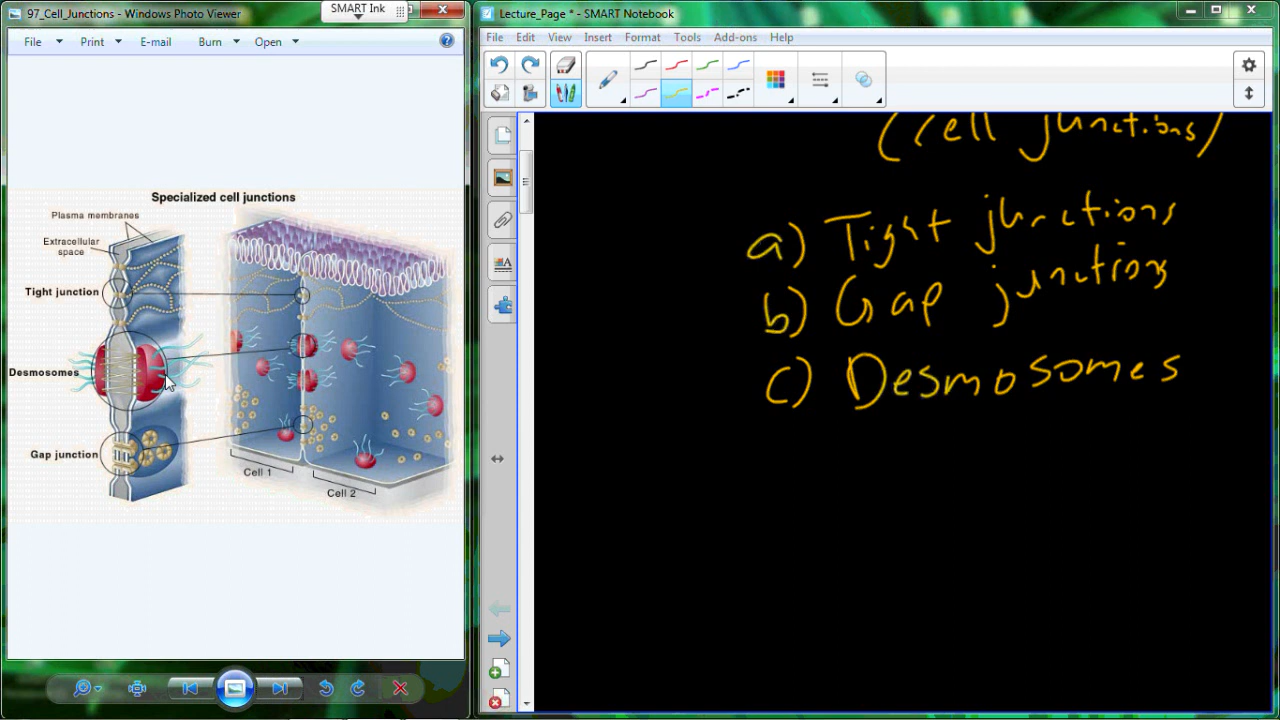 97_Cell_Junctions - Windows Photo Viewer
SMART Ink
File Print E-mail Burn Open
Specialized cell junctions
Plasma membranes
Extracellular
space
Tight junction
Desmosomes
Gap junction
Cell 1
Cell 2
Lecture_Page * - SMART Notebook
File Edit View Insert Format Tools Add-ons Help
(Cell junctions)
a) Tight junctions
b) Gap junctions
c) Desmosomes